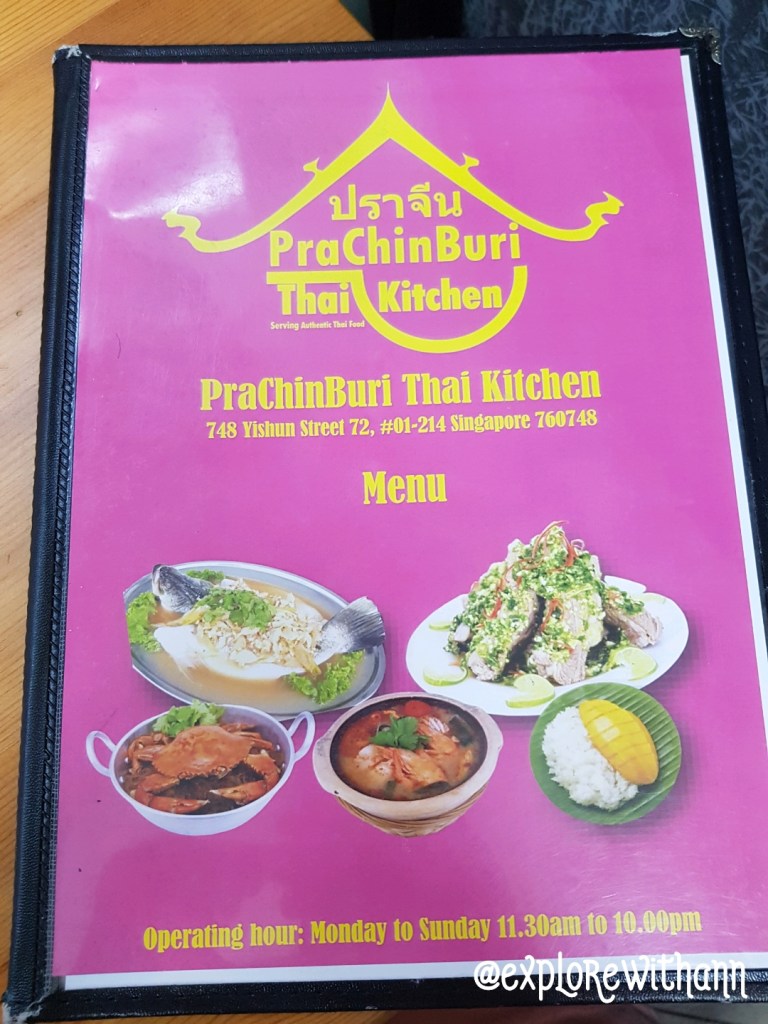 ปราจีน
PraChinBuri
Thai Kitchen
Serving Authentic Thai Food
PraChinBuri Thai Kitchen
748 Yishun Street 72, #01-214 Singapore 760748
Menu
Operating hour: Monday to Sunday 11.30am to 10.00pm
@explorewithann